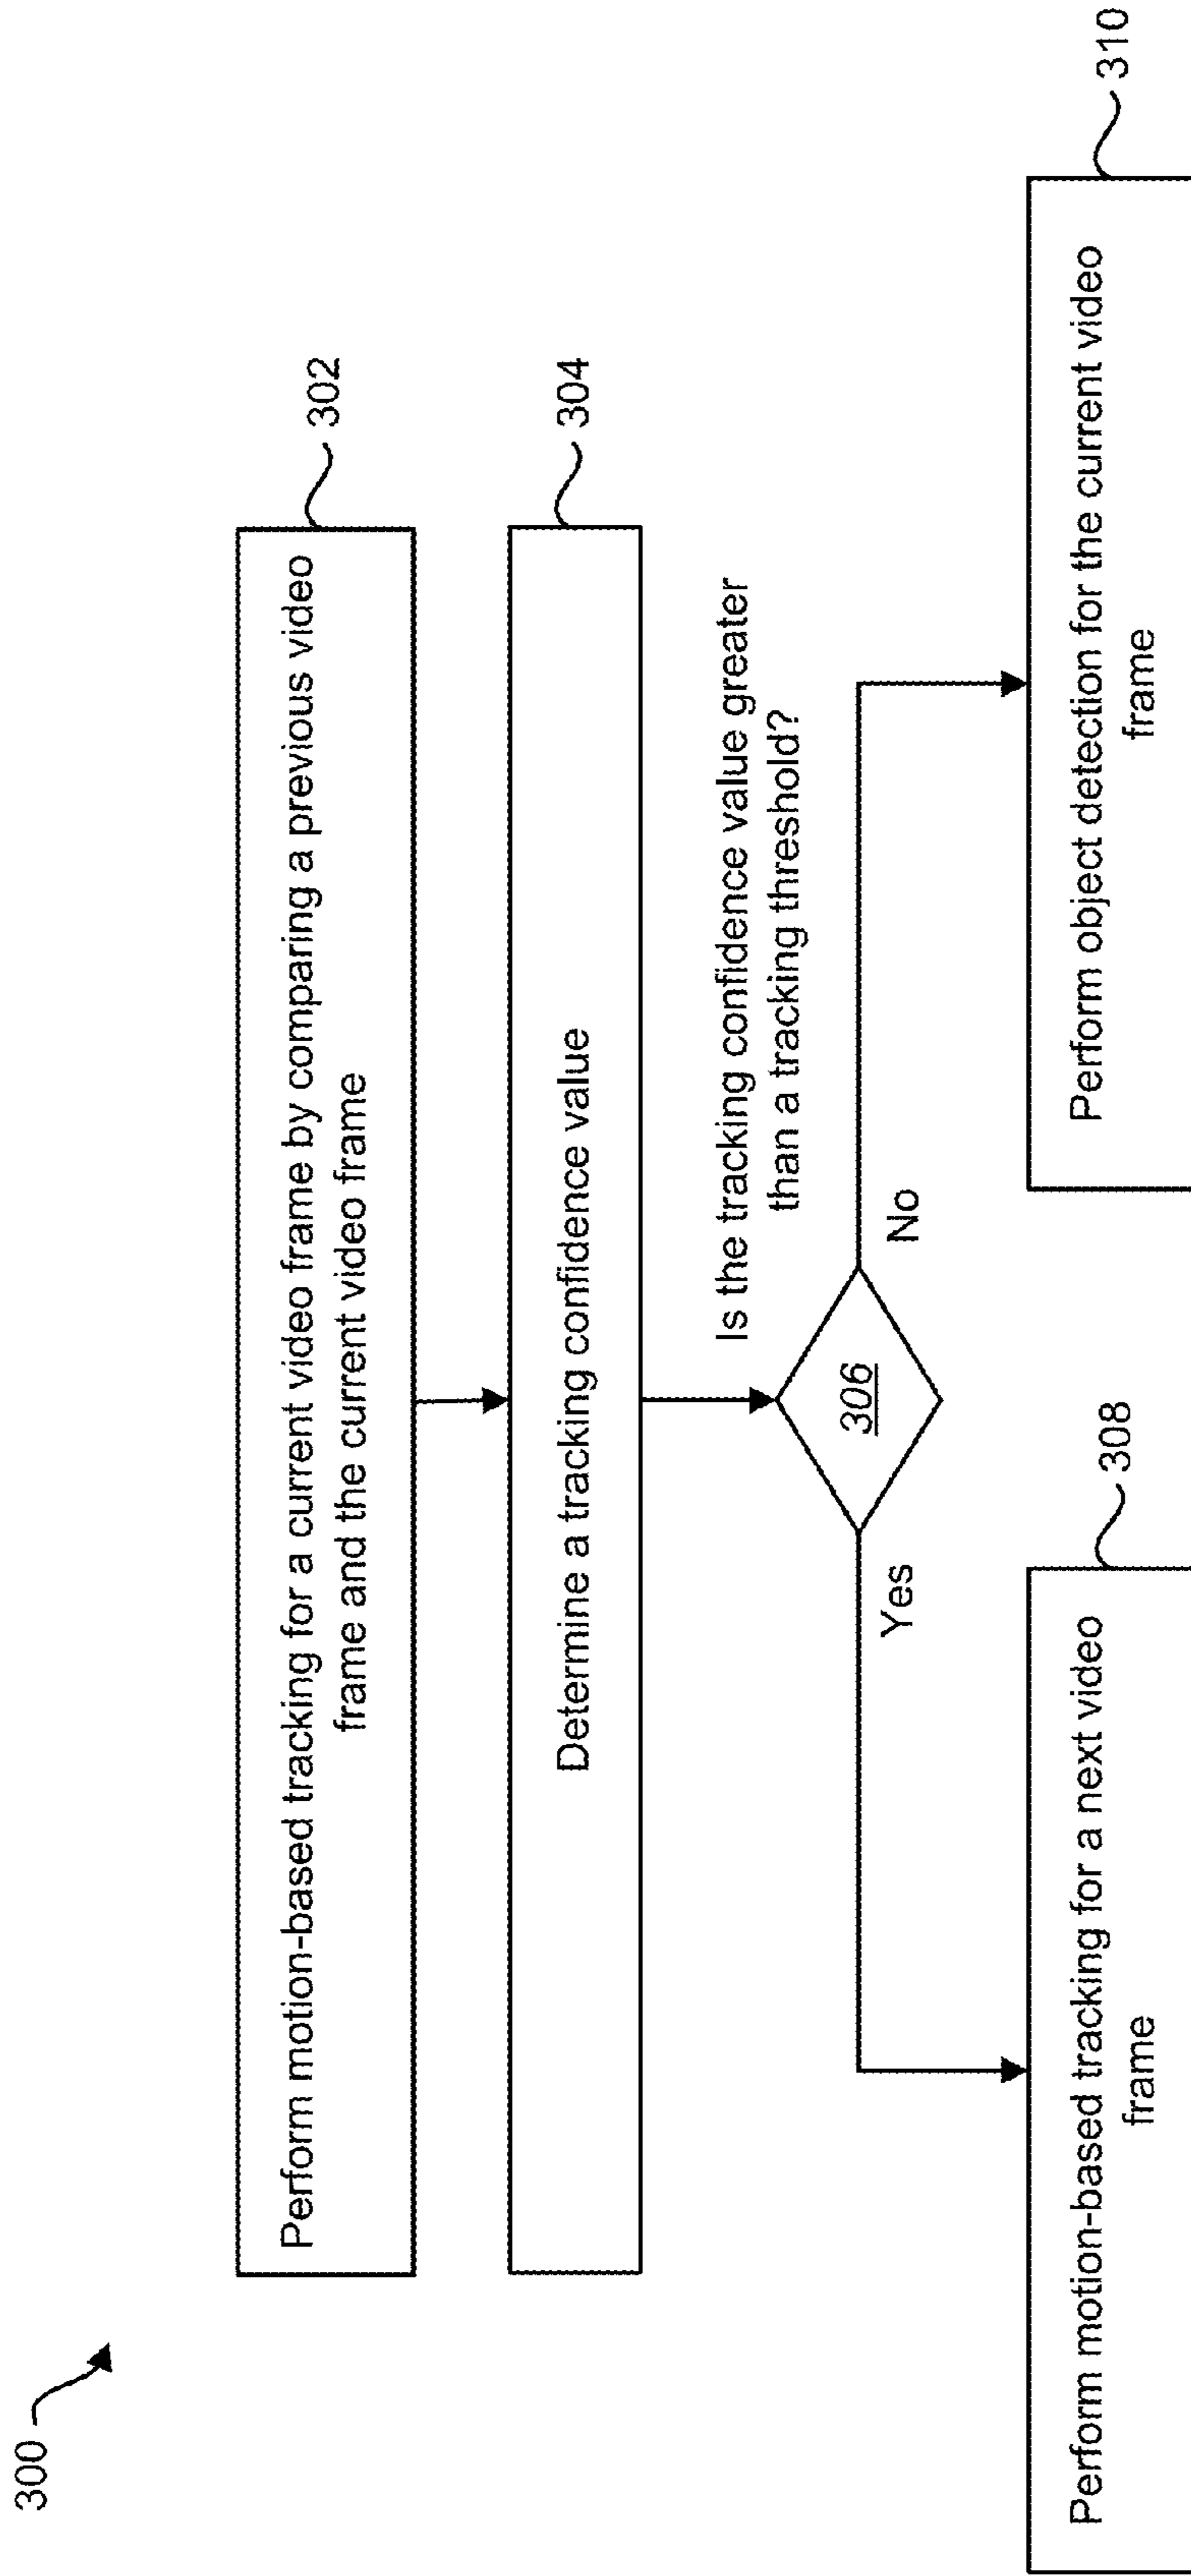 300
Perform motion-based tracking for a current video frame by comparing a previous video
frame and the current video frame
302
Determine a tracking confidence value
304
Is the tracking confidence value greater
than a tracking threshold?
306
Yes
No
Perform motion-based tracking for a next video
frame
308
Perform object detection for the current video
frame
310